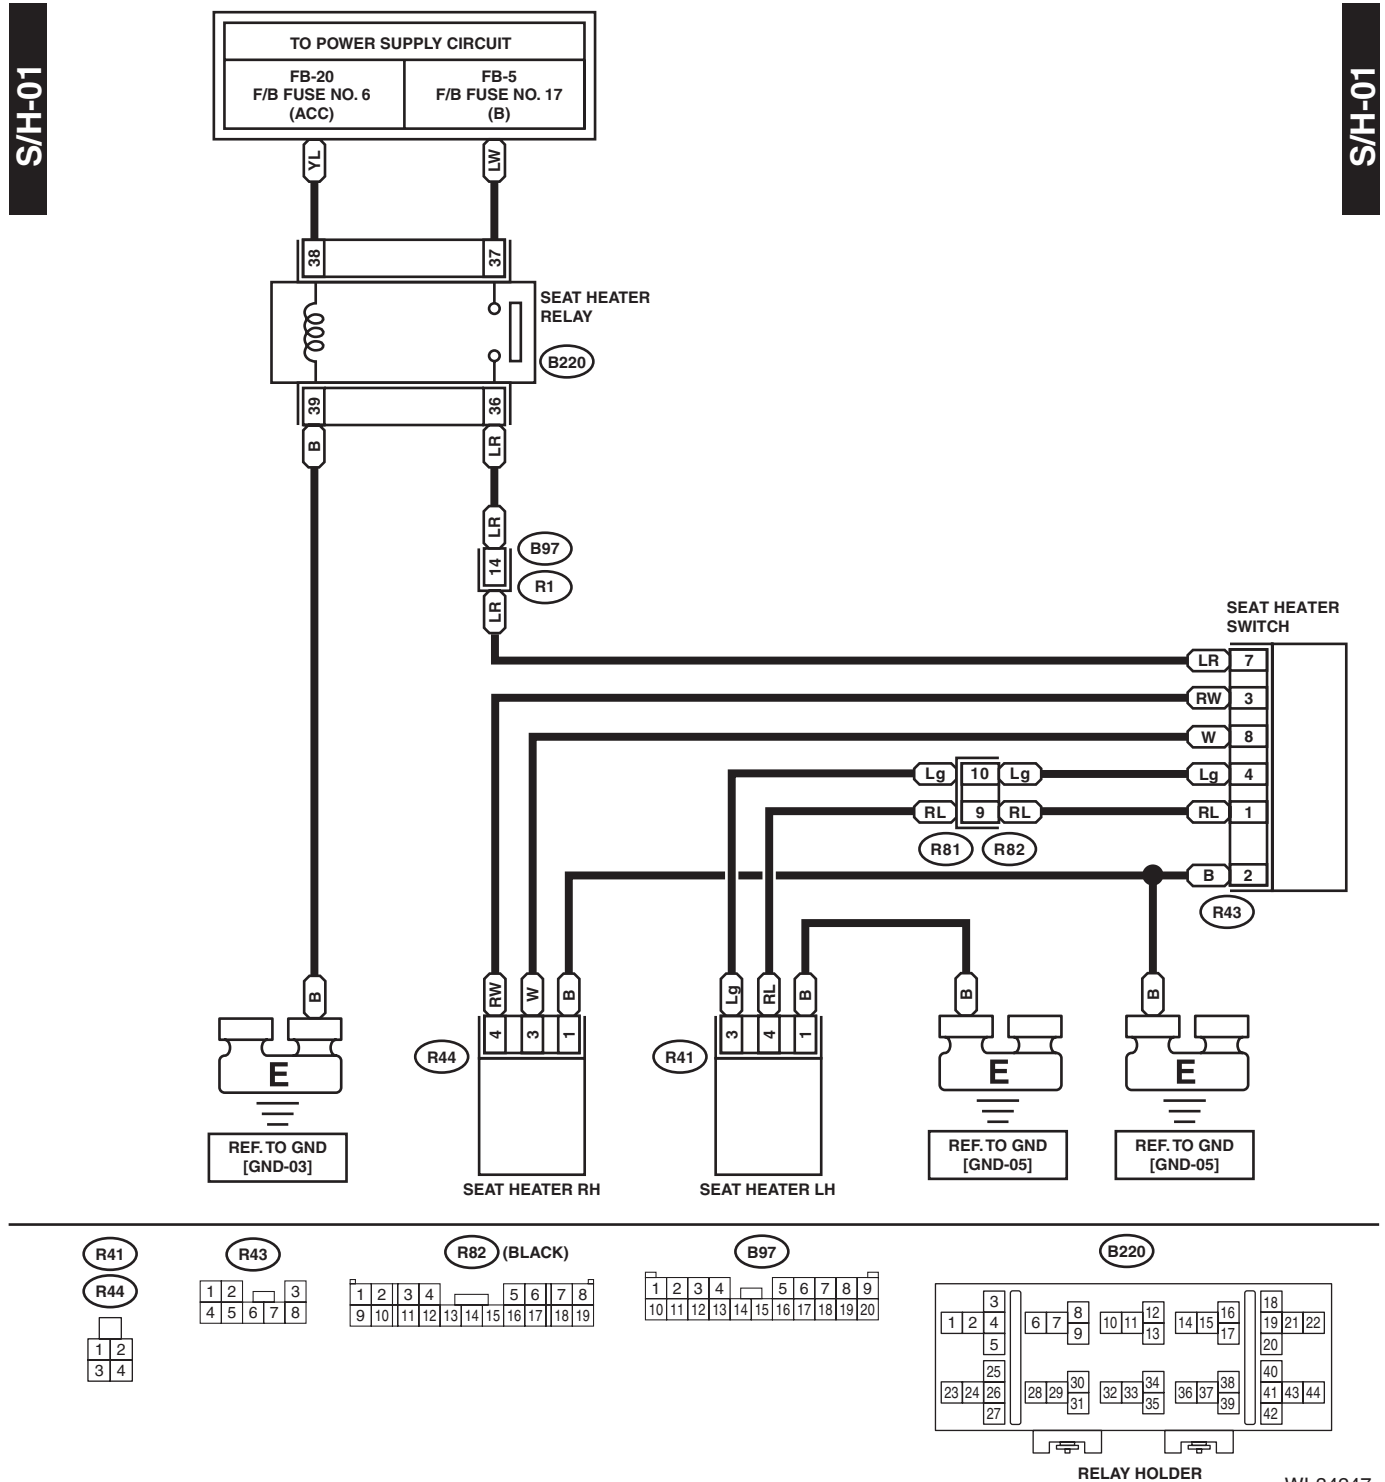 S/H-01
S/H-01
TO POWER SUPPLY CIRCUIT
FB-20
F/B FUSE NO. 6
(ACC)
FB-5
F/B FUSE NO. 17
(B)
YL
LW
38
37
SEAT HEATER
RELAY
B220
39
36
B
LR
LR
14
B97
R1
LR
SEAT HEATER
SWITCH
LR 7
RW 3
W 8
Lg 10 Lg
Lg 4
RL 9 RL
RL 1
R81 R82
B 2
R43
B
RW W B
Lg RL B
B
B
4 3 1
3 4 1
R44
R41
E
E
E
REF. TO GND
[GND-03]
REF. TO GND
[GND-05]
REF. TO GND
[GND-05]
SEAT HEATER RH
SEAT HEATER LH
R41
R44
1 2
3 4
R43
1 2 3
4 5 6 7 8
R82 (BLACK)
1 2 3 4 5 6 7 8
9 10 11 12 13 14 15 16 17 18 19
B97
1 2 3 4 5 6 7 8 9
10 11 12 13 14 15 16 17 18 19 20
B220
3 8 12 16 18
1 2 4 6 7 10 11 14 15 19 21 22
5 9 13 17 20
25 30 34 38 40
23 24 26 28 29 32 33 36 37 41 43 44
27 31 35 39 42
RELAY HOLDER